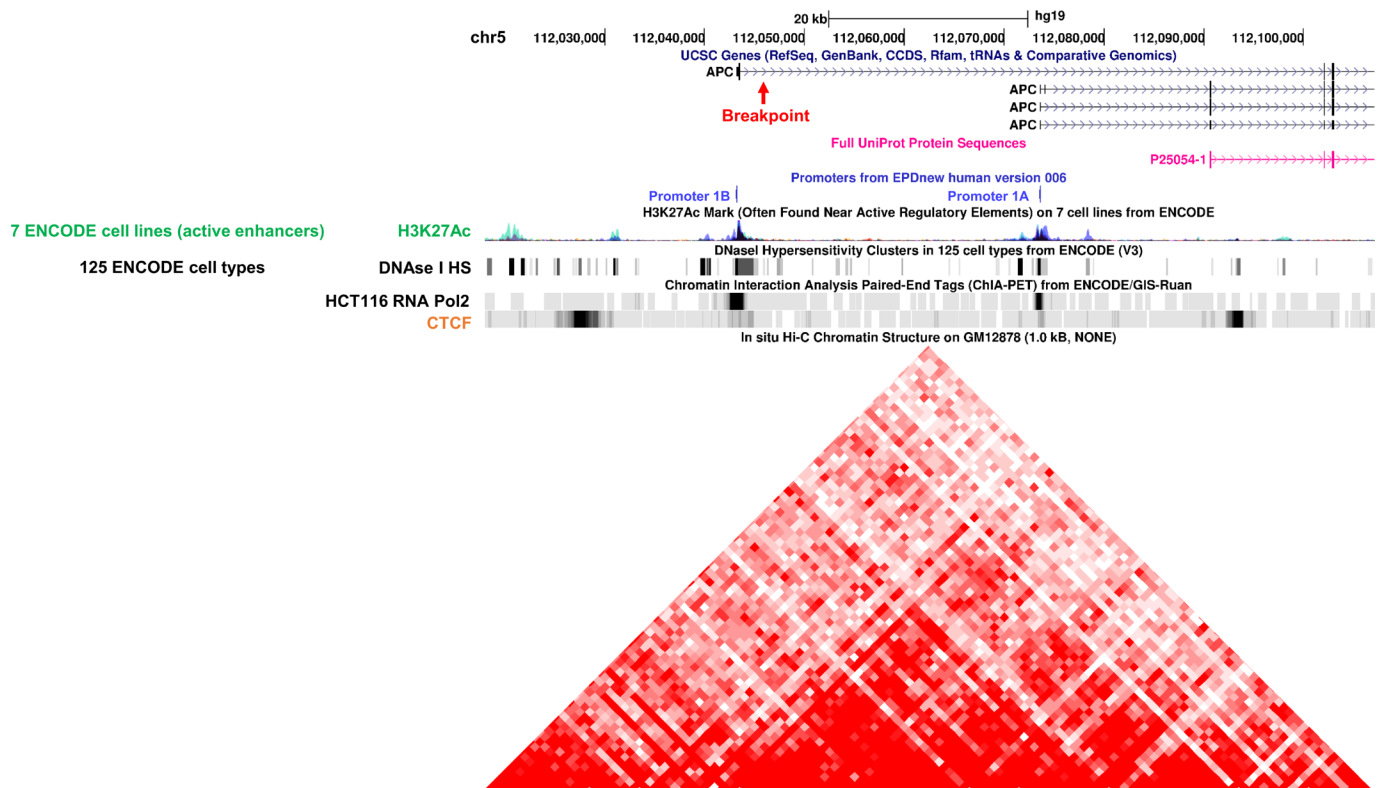 20 kb hg19
chr5 112,030,000 112,040,000 112,050,000 112,060,000 112,070,000 112,080,000 112,090,000 112,100,000
UCSC Genes (RefSeq, GenBank, CCDS, Rfam, tRNAs & Comparative Genomics)
APC
APC
Breakpoint
APC
APC
Full UniProt Protein Sequences
P25054-1
Promoters from EPDnew human version 006
Promoter 1B Promoter 1A
H3K27Ac Mark (Often Found Near Active Regulatory Elements) on 7 cell lines from ENCODE
7 ENCODE cell lines (active enhancers) H3K27Ac
DNaseI Hypersensitivity Clusters in 125 cell types from ENCODE (V3)
125 ENCODE cell types DNAse I HS
Chromatin Interaction Analysis Paired-End Tags (ChIA-PET) from ENCODE/GIS-Ruan
HCT116 RNA Pol2
CTCF
In situ Hi-C Chromatin Structure on GM12878 (1.0 kB, NONE)